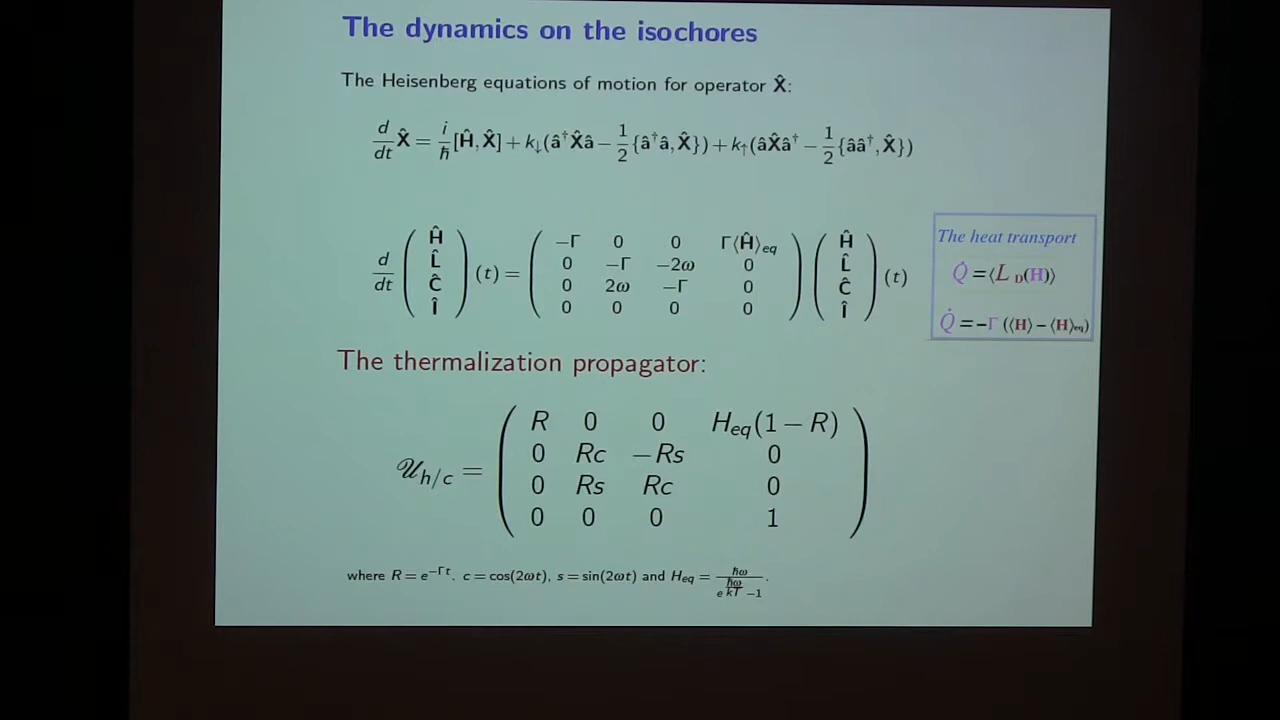 The dynamics on the isochores
The Heisenberg equations of motion for operator X̂:
d/dt X̂ = i/ħ [Ĥ, X̂] + k↓(â†X̂â − 1/2 {â†â, X̂}) + k↑(âX̂â† − 1/2 {ââ†, X̂})
d/dt ( Ĥ L̂ Ĉ Î ) (t) = ( −Γ 0 0 Γ⟨Ĥ⟩eq
0 −Γ −2ω 0
0 2ω −Γ 0
0 0 0 0 ) ( Ĥ L̂ Ĉ Î ) (t)
The heat transport
Q̇ = ⟨L D(H)⟩
Q̇ = −Γ (⟨H⟩ − ⟨H⟩eq)
The thermalization propagator:
𝒰h/c = ( R 0 0 Heq(1 − R)
0 Rc −Rs 0
0 Rs Rc 0
0 0 0 1 )
where R = e^−Γt. c = cos(2ωt), s = sin(2ωt) and Heq = ħω / (e^(ħω/kT) − 1).